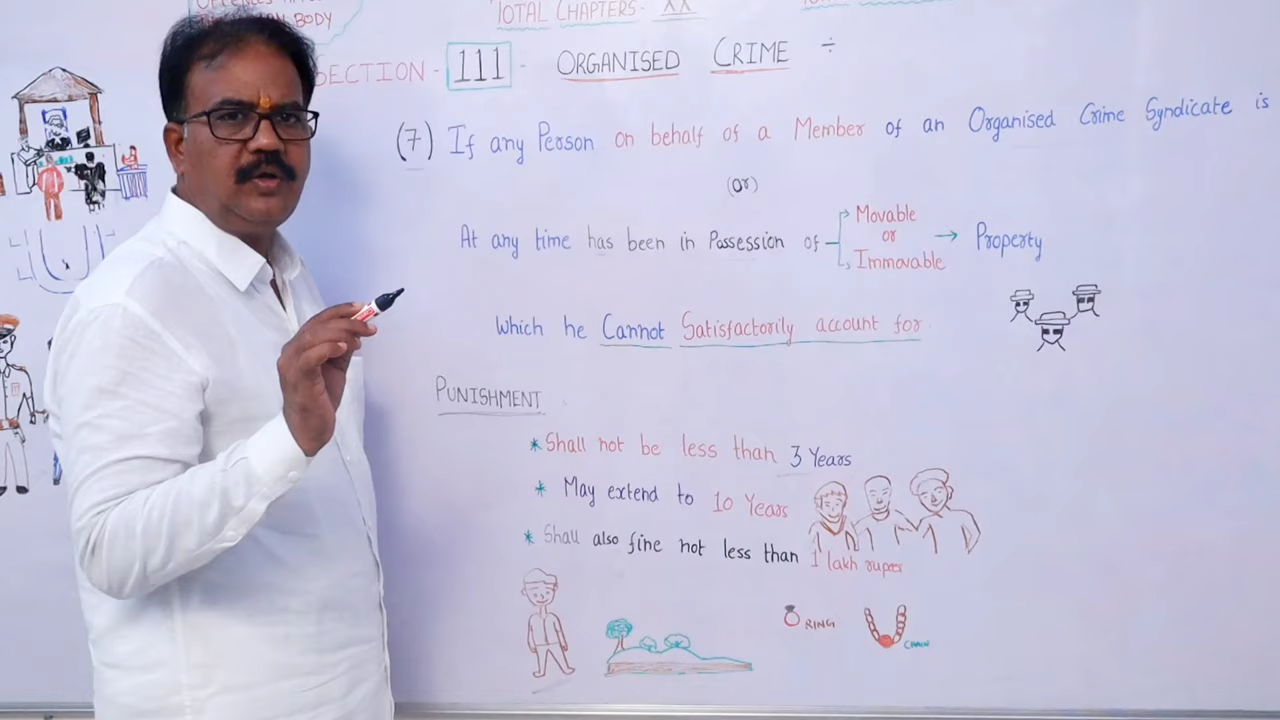 BODY
TOTAL CHAPTERS- XX
SECTION - 111 - ORGANISED CRIME ÷
(7) If any Person on behalf of a Member of an Organised Crime Syndicate is
(or)
At any time has been in Possession of Movable or Immovable → Property
which he Cannot Satisfactorily account for
PUNISHMENT
* Shall not be less than 3 Years
* May extend to 10 Years
* Shall also fine not less than 1 lakh rupees
RING
CHAIN